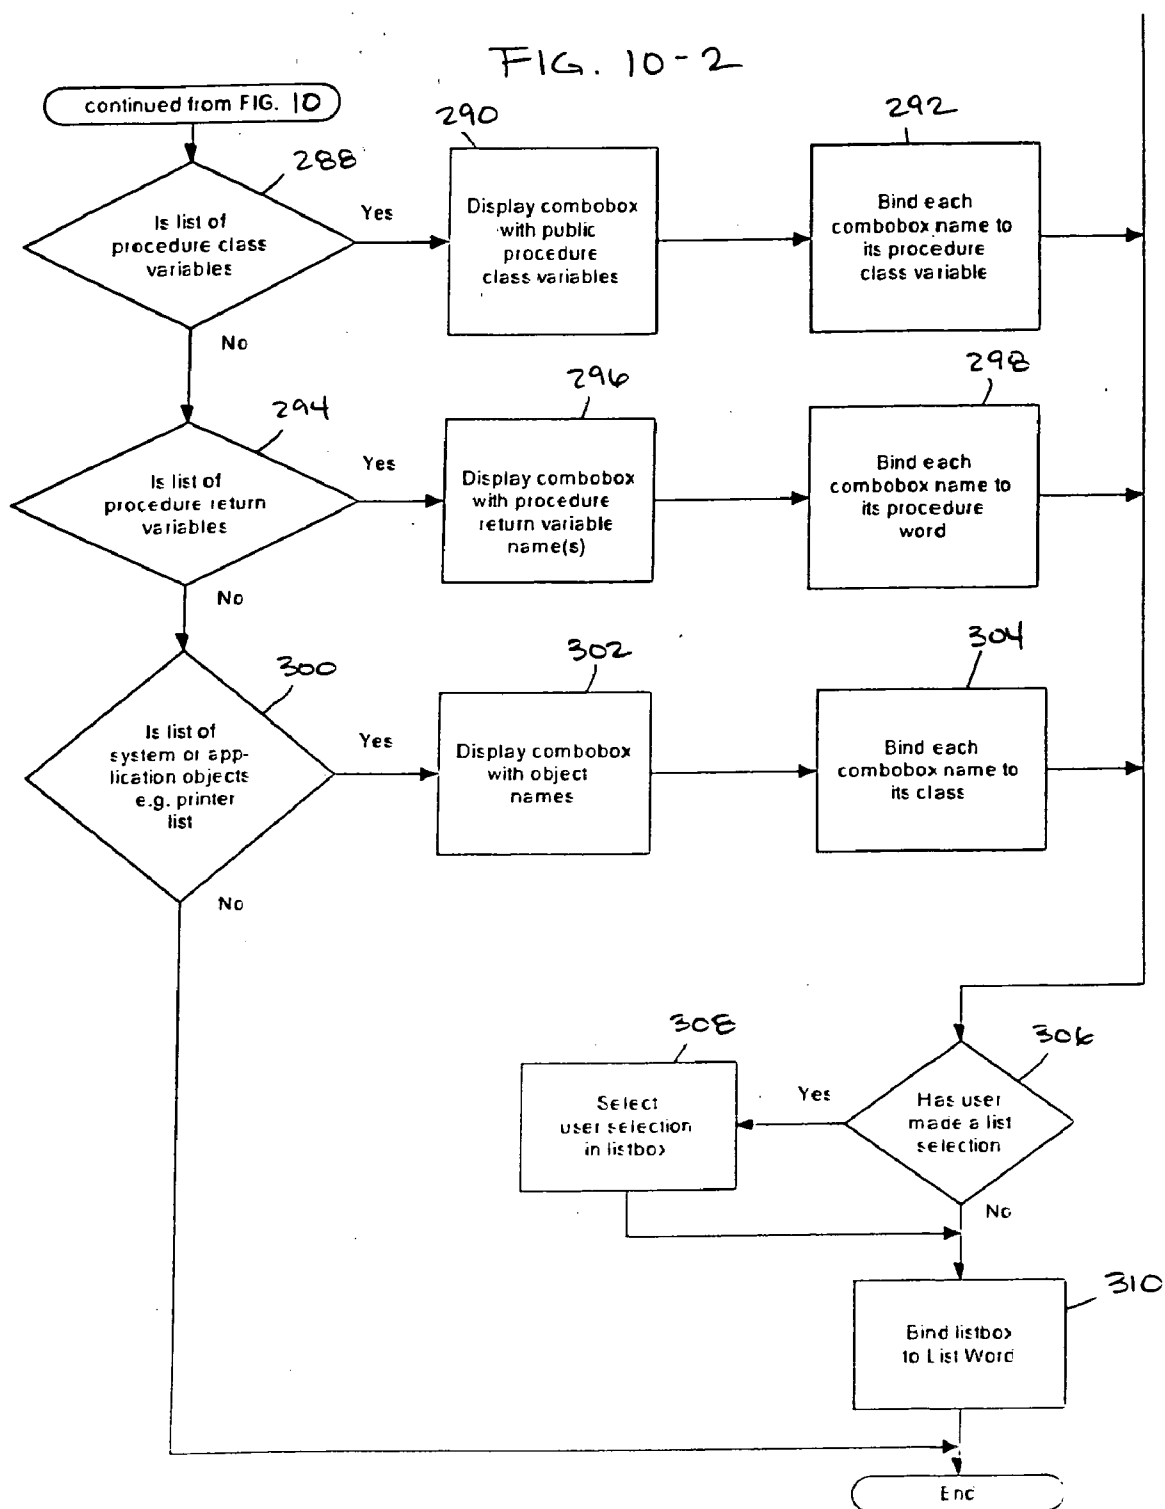 FIG. 10-2
continued from FIG. 10
288
Is list of
procedure class
variables
Yes
No
290
Display combobox
with public
procedure
class variables
292
Bind each
combobox name to
its procedure
class variable
294
Is list of
procedure return
variables
Yes
No
296
Display combobox
with procedure
return variable
name(s)
298
Bind each
combobox name to
its procedure
word
300
Is list of
system or app-
lication objects
e.g. printer
list
Yes
No
302
Display combobox
with object
names
304
Bind each
combobox name to
its class
306
Has user
made a list
selection
Yes
No
308
Select
user selection
in listbox
310
Bind listbox
to List Word
End